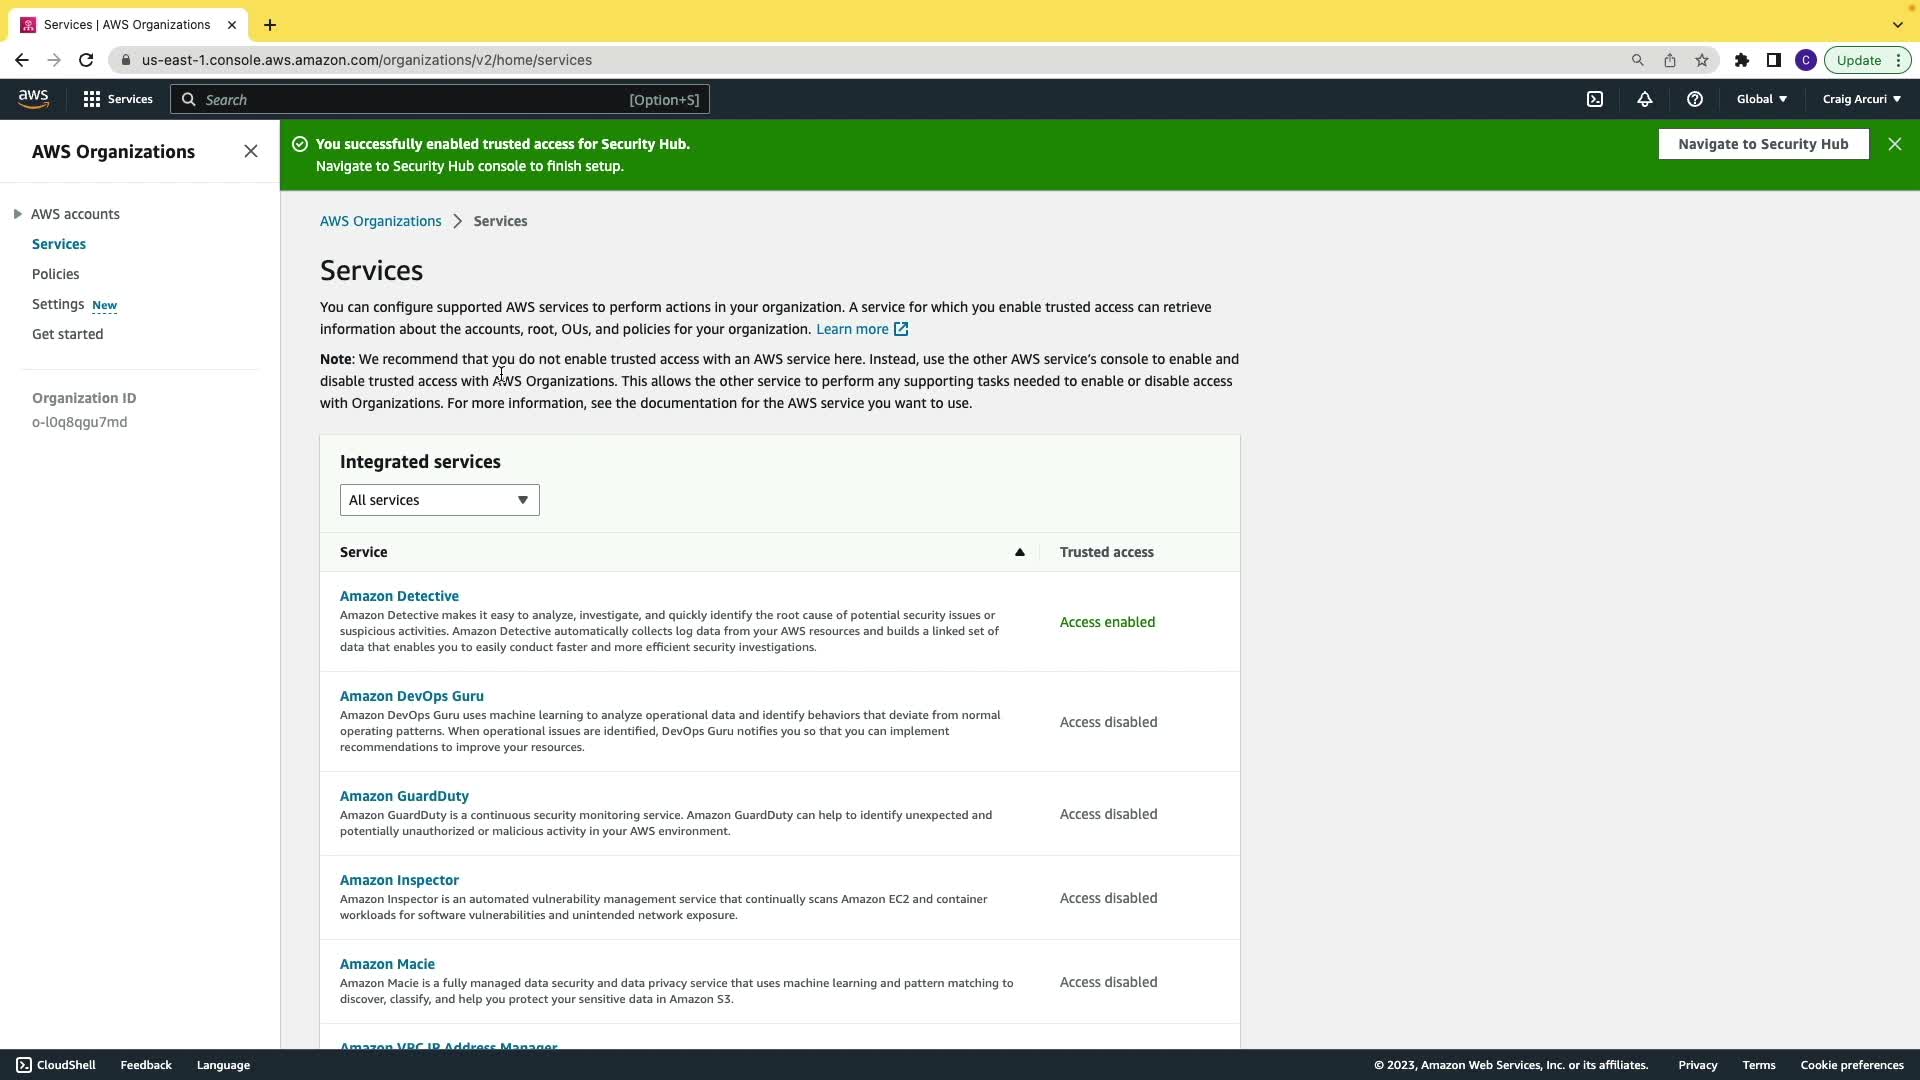 Services | AWS Organizations
us-east-1.console.aws.amazon.com/organizations/v2/home/services
C
Update
aws
Services
Search
[Option+S]
Global
Craig Arcuri
AWS Organizations
AWS accounts
Services
Policies
Settings New
Get started
Organization ID
o-l0q8qgu7md
You successfully enabled trusted access for Security Hub.
Navigate to Security Hub console to finish setup.
Navigate to Security Hub
AWS Organizations > Services
Services
You can configure supported AWS services to perform actions in your organization. A service for which you enable trusted access can retrieve
information about the accounts, root, OUs, and policies for your organization. Learn more
Note: We recommend that you do not enable trusted access with an AWS service here. Instead, use the other AWS service's console to enable and
disable trusted access with AWS Organizations. This allows the other service to perform any supporting tasks needed to enable or disable access
with Organizations. For more information, see the documentation for the AWS service you want to use.
Integrated services
All services
Service
Trusted access
Amazon Detective
Amazon Detective makes it easy to analyze, investigate, and quickly identify the root cause of potential security issues or
suspicious activities. Amazon Detective automatically collects log data from your AWS resources and builds a linked set of
data that enables you to easily conduct faster and more efficient security investigations.
Access enabled
Amazon DevOps Guru
Amazon DevOps Guru uses machine learning to analyze operational data and identify behaviors that deviate from normal
operating patterns. When operational issues are identified, DevOps Guru notifies you so that you can implement
recommendations to improve your resources.
Access disabled
Amazon GuardDuty
Amazon GuardDuty is a continuous security monitoring service. Amazon GuardDuty can help to identify unexpected and
potentially unauthorized or malicious activity in your AWS environment.
Access disabled
Amazon Inspector
Amazon Inspector is an automated vulnerability management service that continually scans Amazon EC2 and container
workloads for software vulnerabilities and unintended network exposure.
Access disabled
Amazon Macie
Amazon Macie is a fully managed data security and data privacy service that uses machine learning and pattern matching to
discover, classify, and help you protect your sensitive data in Amazon S3.
Access disabled
Amazon VPC IP Address Manager
CloudShell
Feedback
Language
© 2023, Amazon Web Services, Inc. or its affiliates.
Privacy
Terms
Cookie preferences